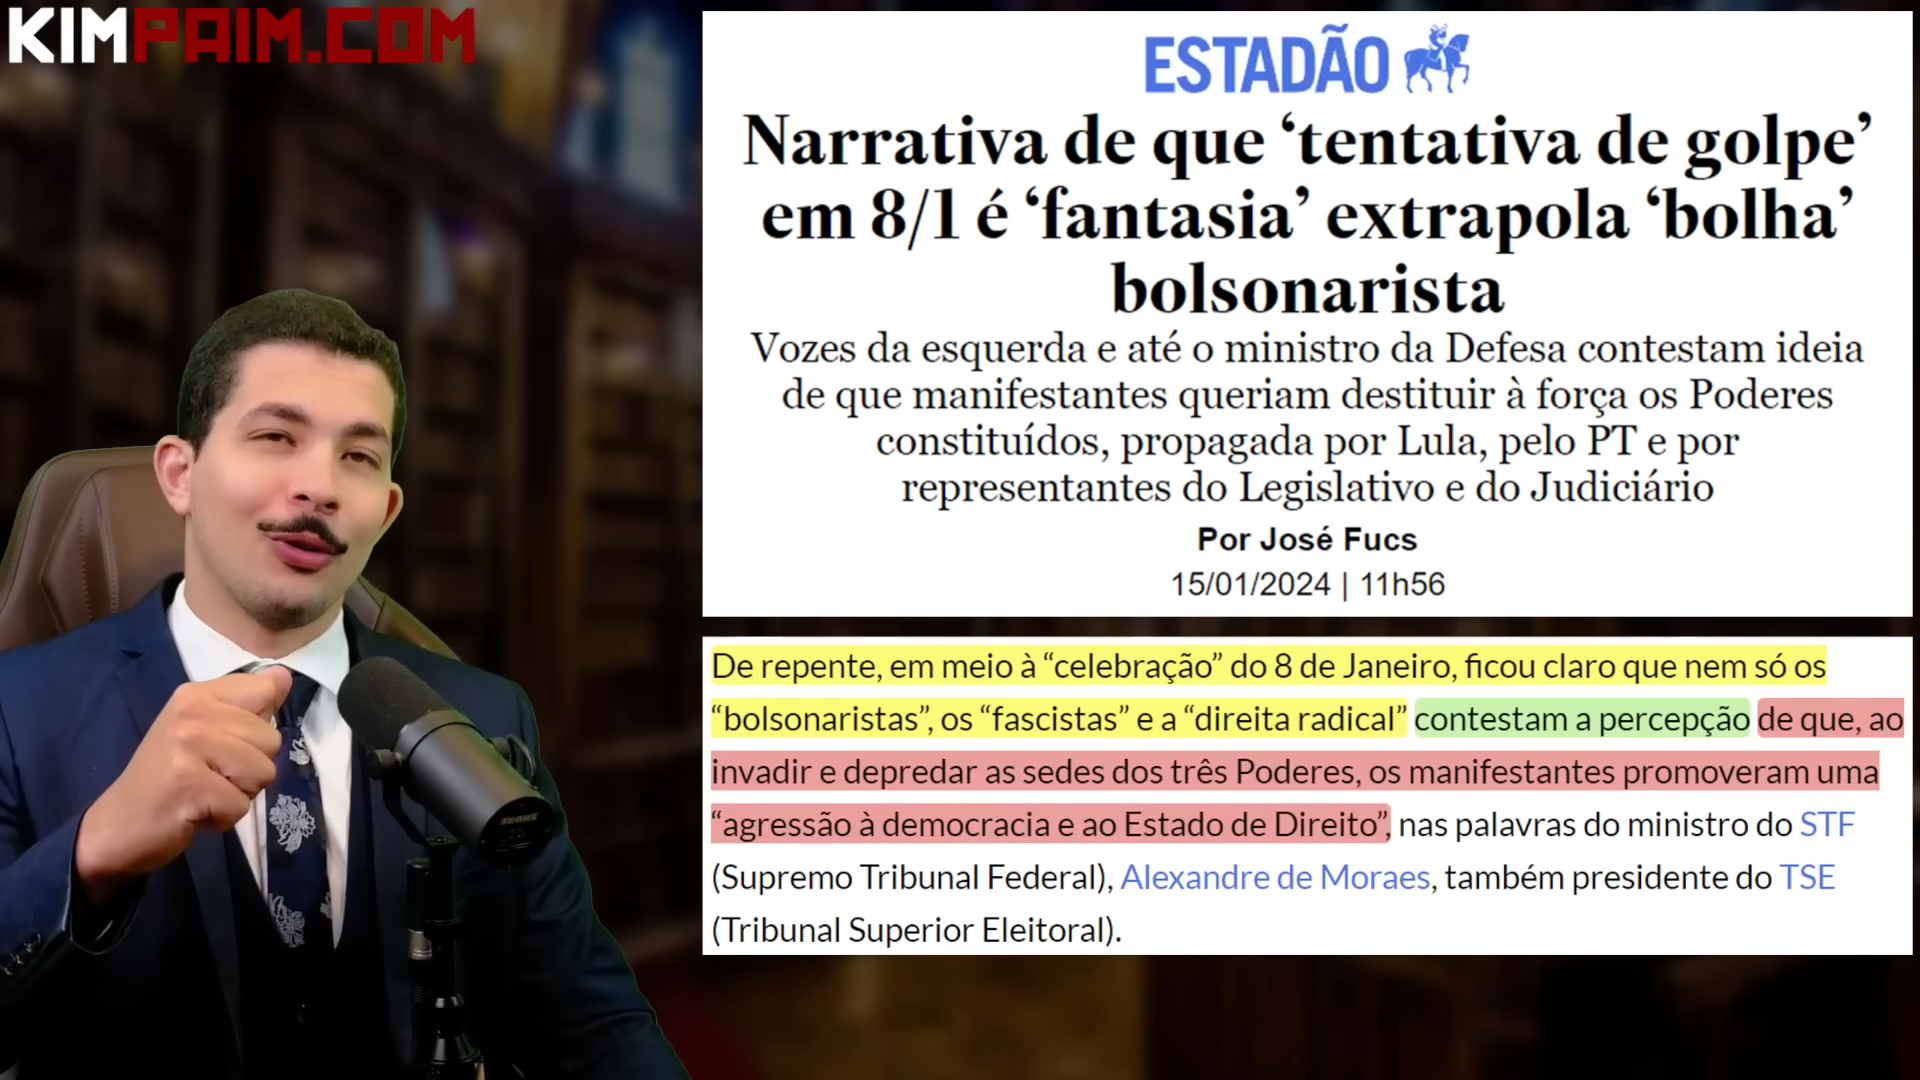 KIMPAIM.COM
ESTADÃO
Narrativa de que ‘tentativa de golpe’
em 8/1 é ‘fantasia’ extrapola ‘bolha’
bolsonarista
Vozes da esquerda e até o ministro da Defesa contestam ideia
de que manifestantes queriam destituir à força os Poderes
constituídos, propagada por Lula, pelo PT e por
representantes do Legislativo e do Judiciário
Por José Fucs
15/01/2024 | 11h56
De repente, em meio à “celebração” do 8 de Janeiro, ficou claro que nem só os
“bolsonaristas”, os “fascistas” e a “direita radical” contestam a percepção de que, ao
invadir e depredar as sedes dos três Poderes, os manifestantes promoveram uma
“agressão à democracia e ao Estado de Direito”, nas palavras do ministro do STF
(Supremo Tribunal Federal), Alexandre de Moraes, também presidente do TSE
(Tribunal Superior Eleitoral).
SHURE